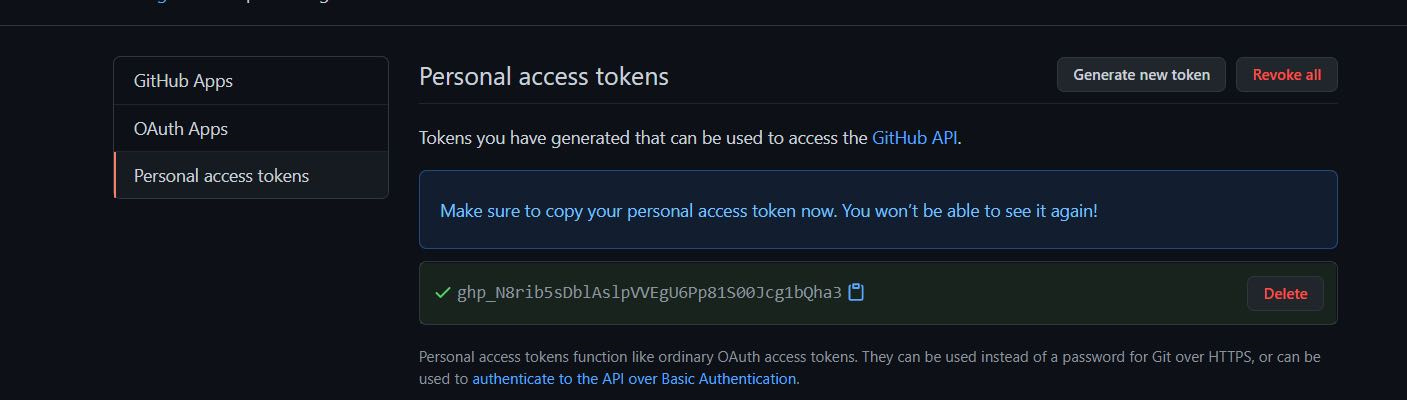 GitHub Apps
OAuth Apps
Personal access tokens
Personal access tokens
Generate new token
Revoke all
Tokens you have generated that can be used to access the GitHub API.
Make sure to copy your personal access token now. You won’t be able to see it again!
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
Delete
Personal access tokens function like ordinary OAuth access tokens. They can be used instead of a password for Git over HTTPS, or can be
used to authenticate to the API over Basic Authentication.